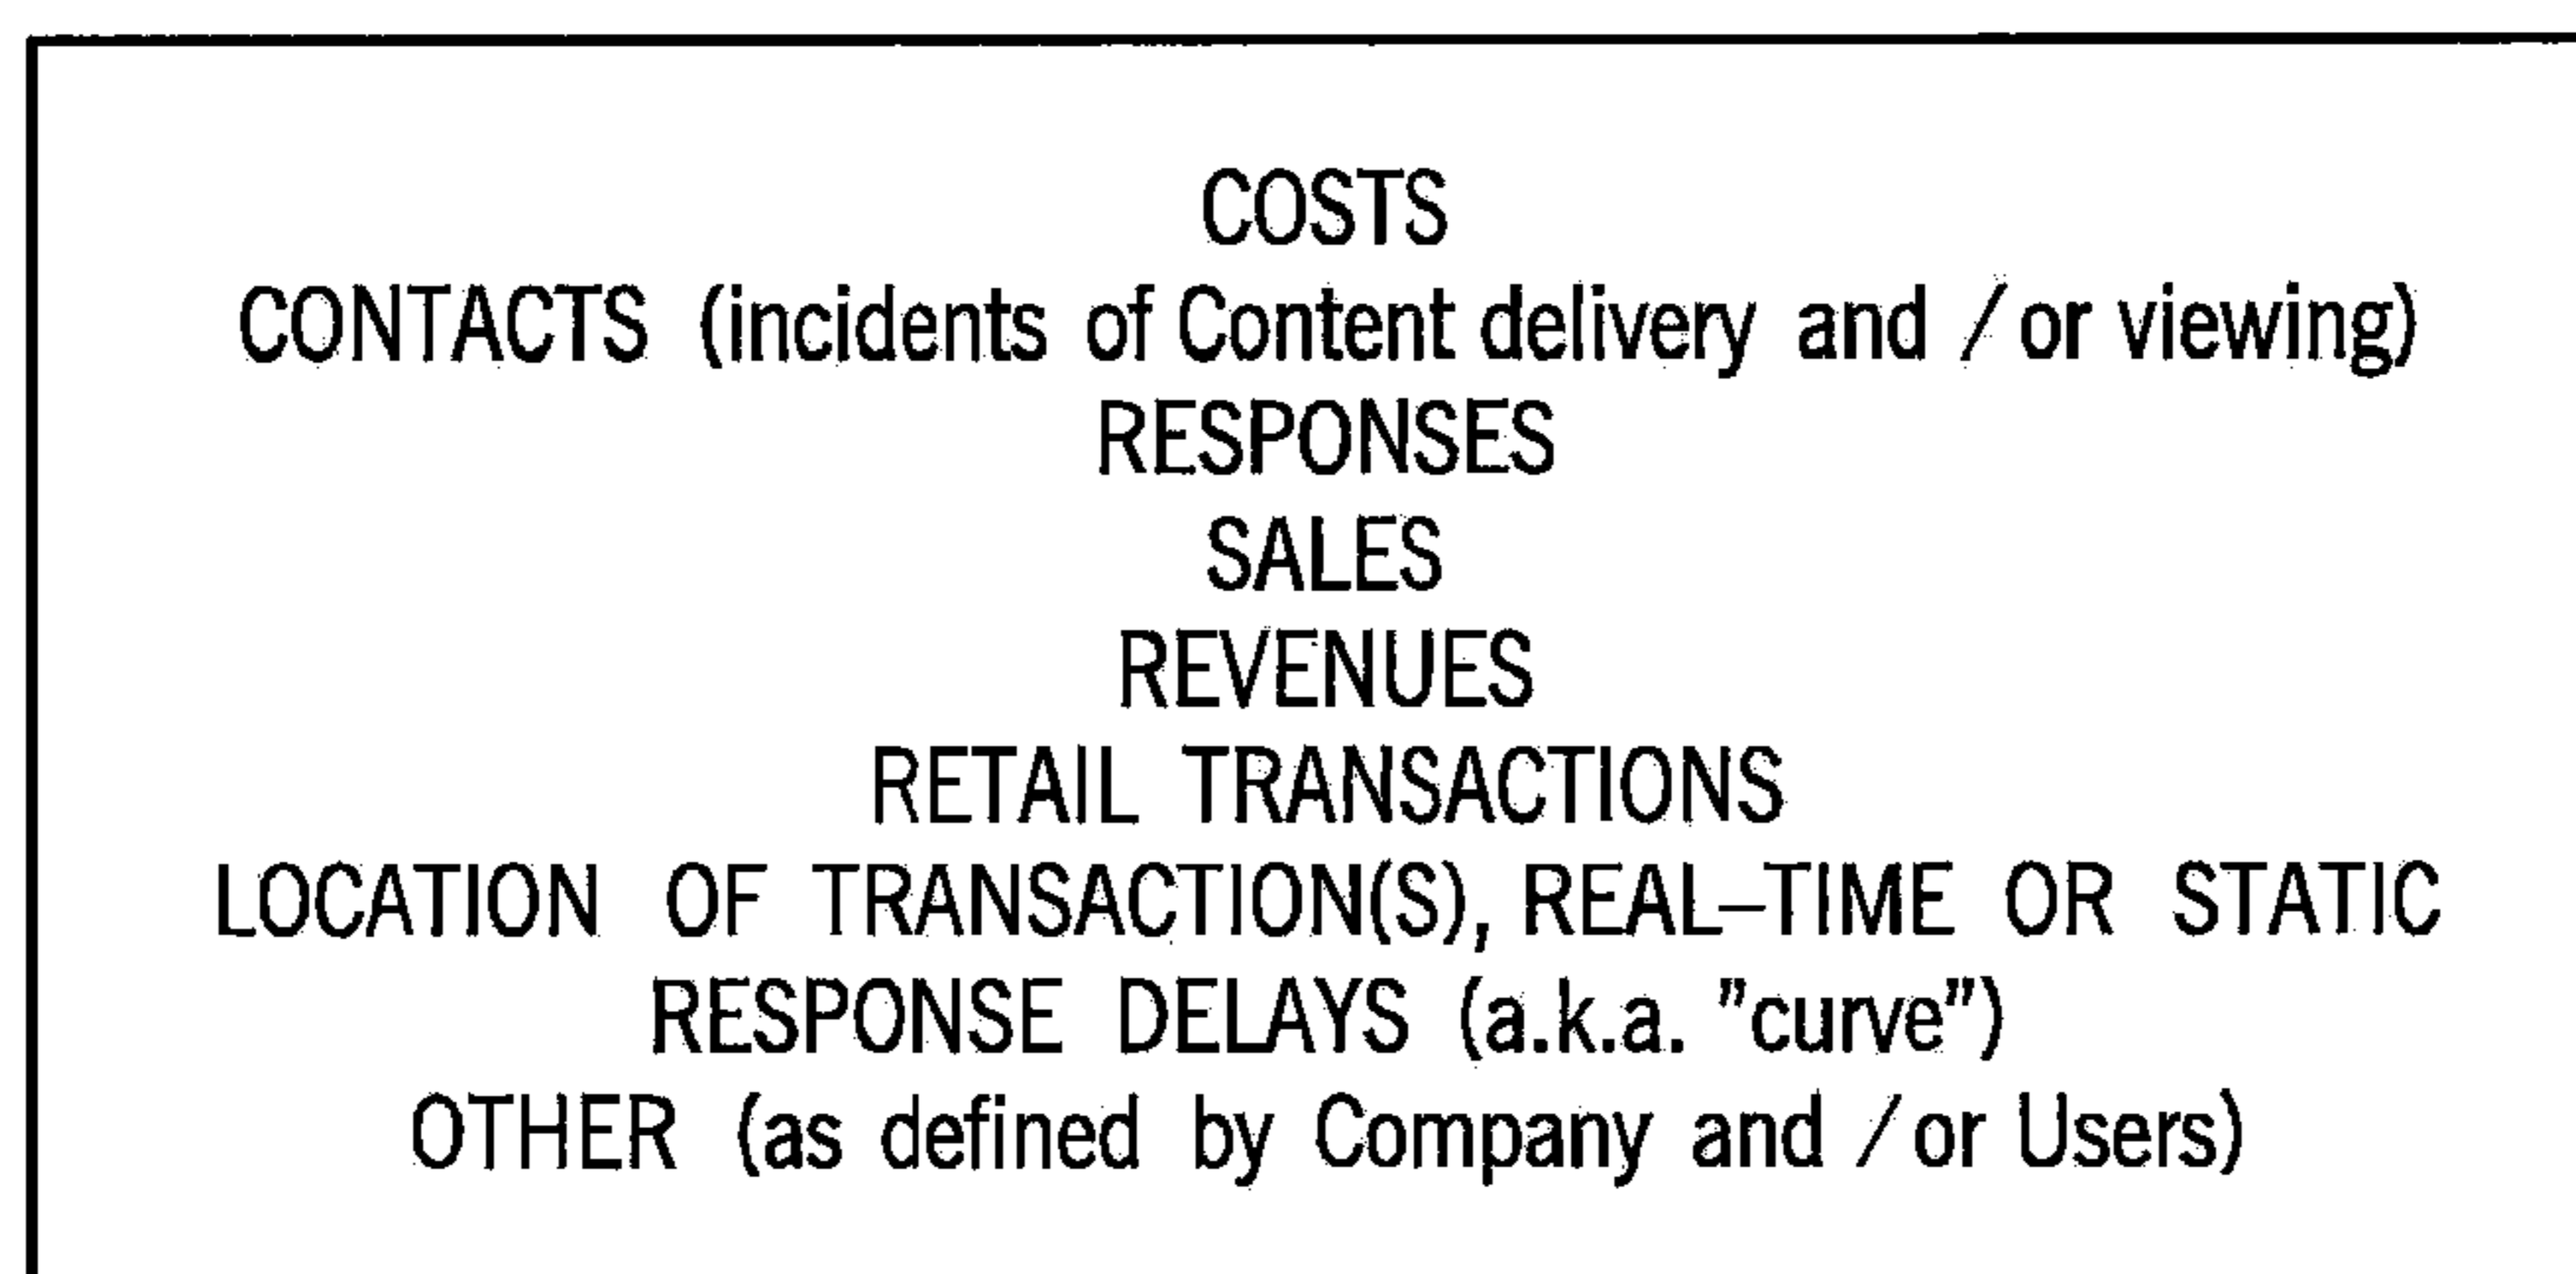 COSTS
CONTACTS (incidents of Content delivery and / or viewing)
RESPONSES
SALES
REVENUES
RETAIL TRANSACTIONS
LOCATION OF TRANSACTION(S), REAL–TIME OR STATIC
RESPONSE DELAYS (a.k.a. "curve")
OTHER (as defined by Company and / or Users)